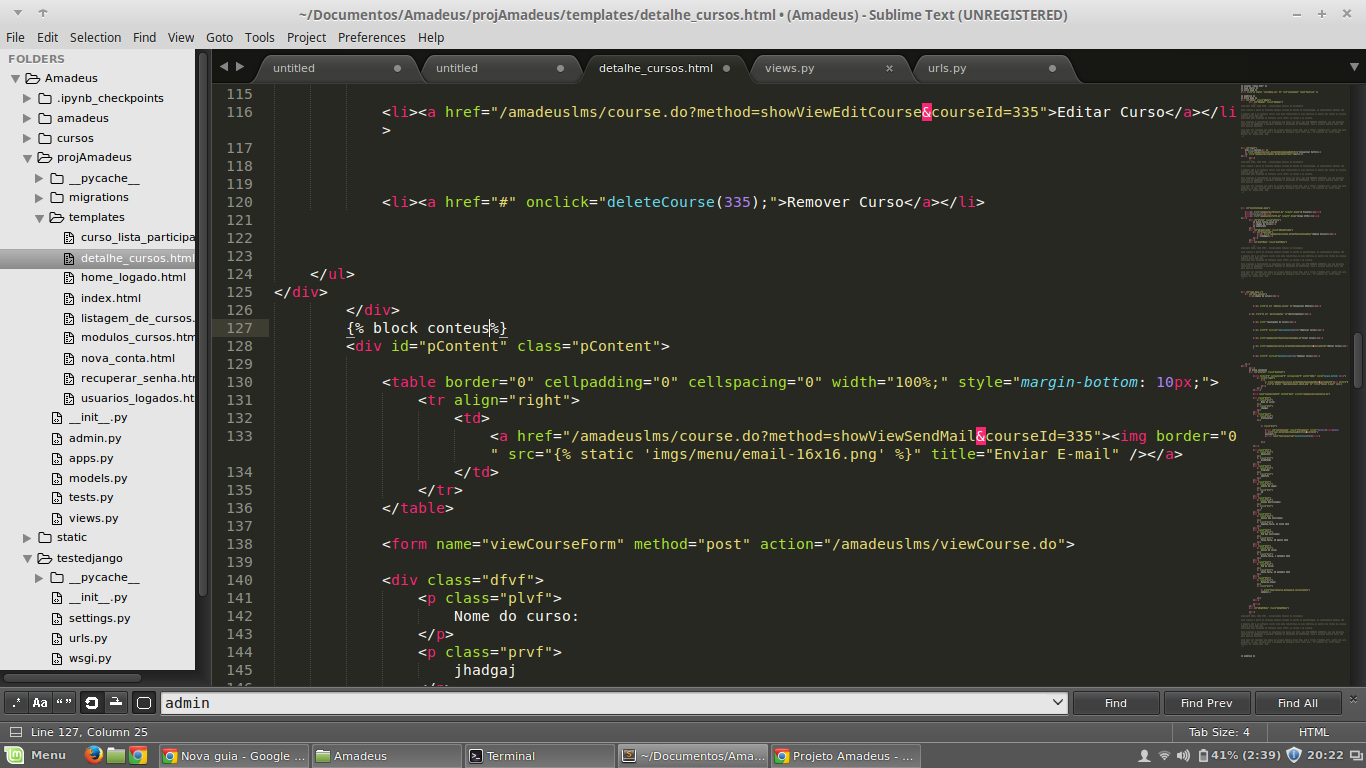 ~/Documentos/Amadeus/projAmadeus/templates/detalhe_cursos.html • (Amadeus) - Sublime Text (UNREGISTERED)
File Edit Selection Find View Goto Tools Project Preferences Help
FOLDERS
Amadeus
.ipynb_checkpoints
amadeus
cursos
projAmadeus
__pycache__
migrations
templates
curso_lista_participa
detalhe_cursos.html
home_logado.html
index.html
listagem_de_cursos.
modulos_cursos.htm
nova_conta.html
recuperar_senha.htm
usuarios_logados.ht
__init__.py
admin.py
apps.py
models.py
tests.py
views.py
static
testedjango
__pycache__
__init__.py
settings.py
urls.py
wsgi.py
untitled untitled detalhe_cursos.html views.py × urls.py
115
116 <li><a href="/amadeuslms/course.do?method=showViewEditCourse&courseId=335">Editar Curso</a></li
>
117
118
119
120 <li><a href="#" onclick="deleteCourse(335);">Remover Curso</a></li>
121
122
123
124 </ul>
125 </div>
126 </div>
127 {% block conteus%}
128 <div id="pContent" class="pContent">
129
130 <table border="0" cellpadding="0" cellspacing="0" width="100%;" style="margin-bottom: 10px;">
131 <tr align="right">
132 <td>
133 <a href="/amadeuslms/course.do?method=showViewSendMail&courseId=335"><img border="0
" src="{% static 'imgs/menu/email-16x16.png' %}" title="Enviar E-mail" /></a>
134 </td>
135 </tr>
136 </table>
137
138 <form name="viewCourseForm" method="post" action="/amadeuslms/viewCourse.do">
139
140 <div class="dfvf">
141 <p class="plvf">
142 Nome do curso:
143 </p>
144 <p class="prvf">
145 jhadgaj
.* Aa “” admin Find Find Prev Find All ×
Line 127, Column 25 Tab Size: 4 HTML
Menu Nova guia - Google ... Amadeus Terminal ~/Documentos/Ama... Projeto Amadeus - ... 41% (2:39) 20:22